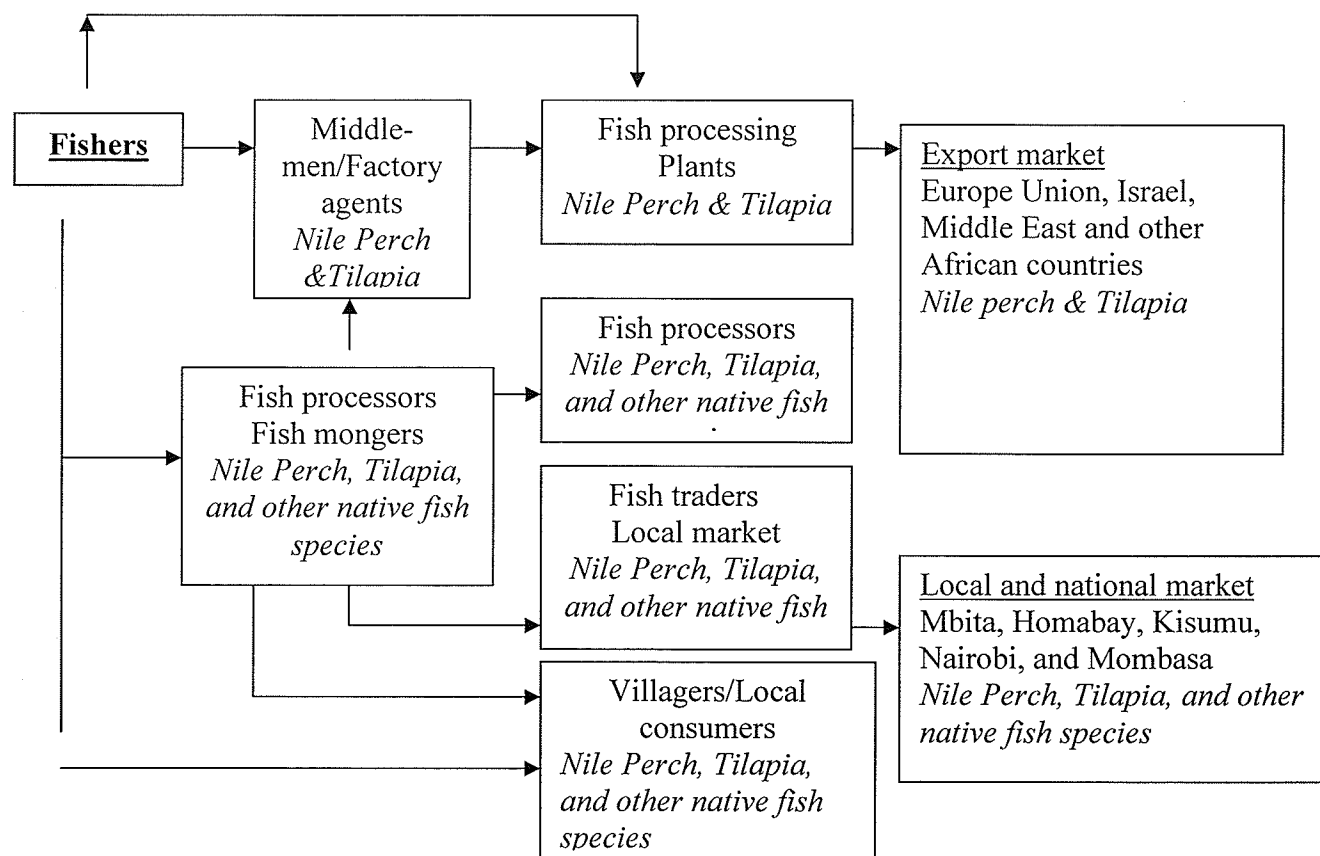 Fishers
Middle-
men/Factory
agents
Nile Perch
&Tilapia
Fish processing
Plants
Nile Perch & Tilapia
Export market
Europe Union, Israel,
Middle East and other
African countries
Nile perch & Tilapia
Fish processors
Fish mongers
Nile Perch, Tilapia,
and other native fish
species
Fish processors
Nile Perch, Tilapia,
and other native fish
Fish traders
Local market
Nile Perch, Tilapia,
and other native fish
Local and national market
Mbita, Homabay, Kisumu,
Nairobi, and Mombasa
Nile Perch, Tilapia, and other
native fish species
Villagers/Local
consumers
Nile Perch, Tilapia,
and other native fish
species